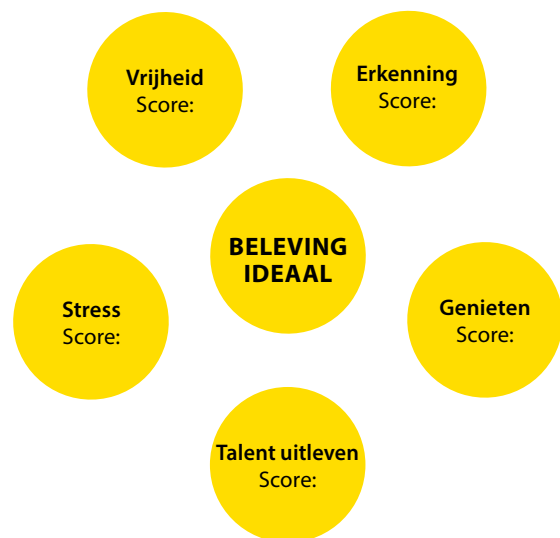 Vrijheid
Score:
Erkenning
Score:
BELEVING
IDEAAL
Stress
Score:
Genieten
Score:
Talent uitleven
Score: